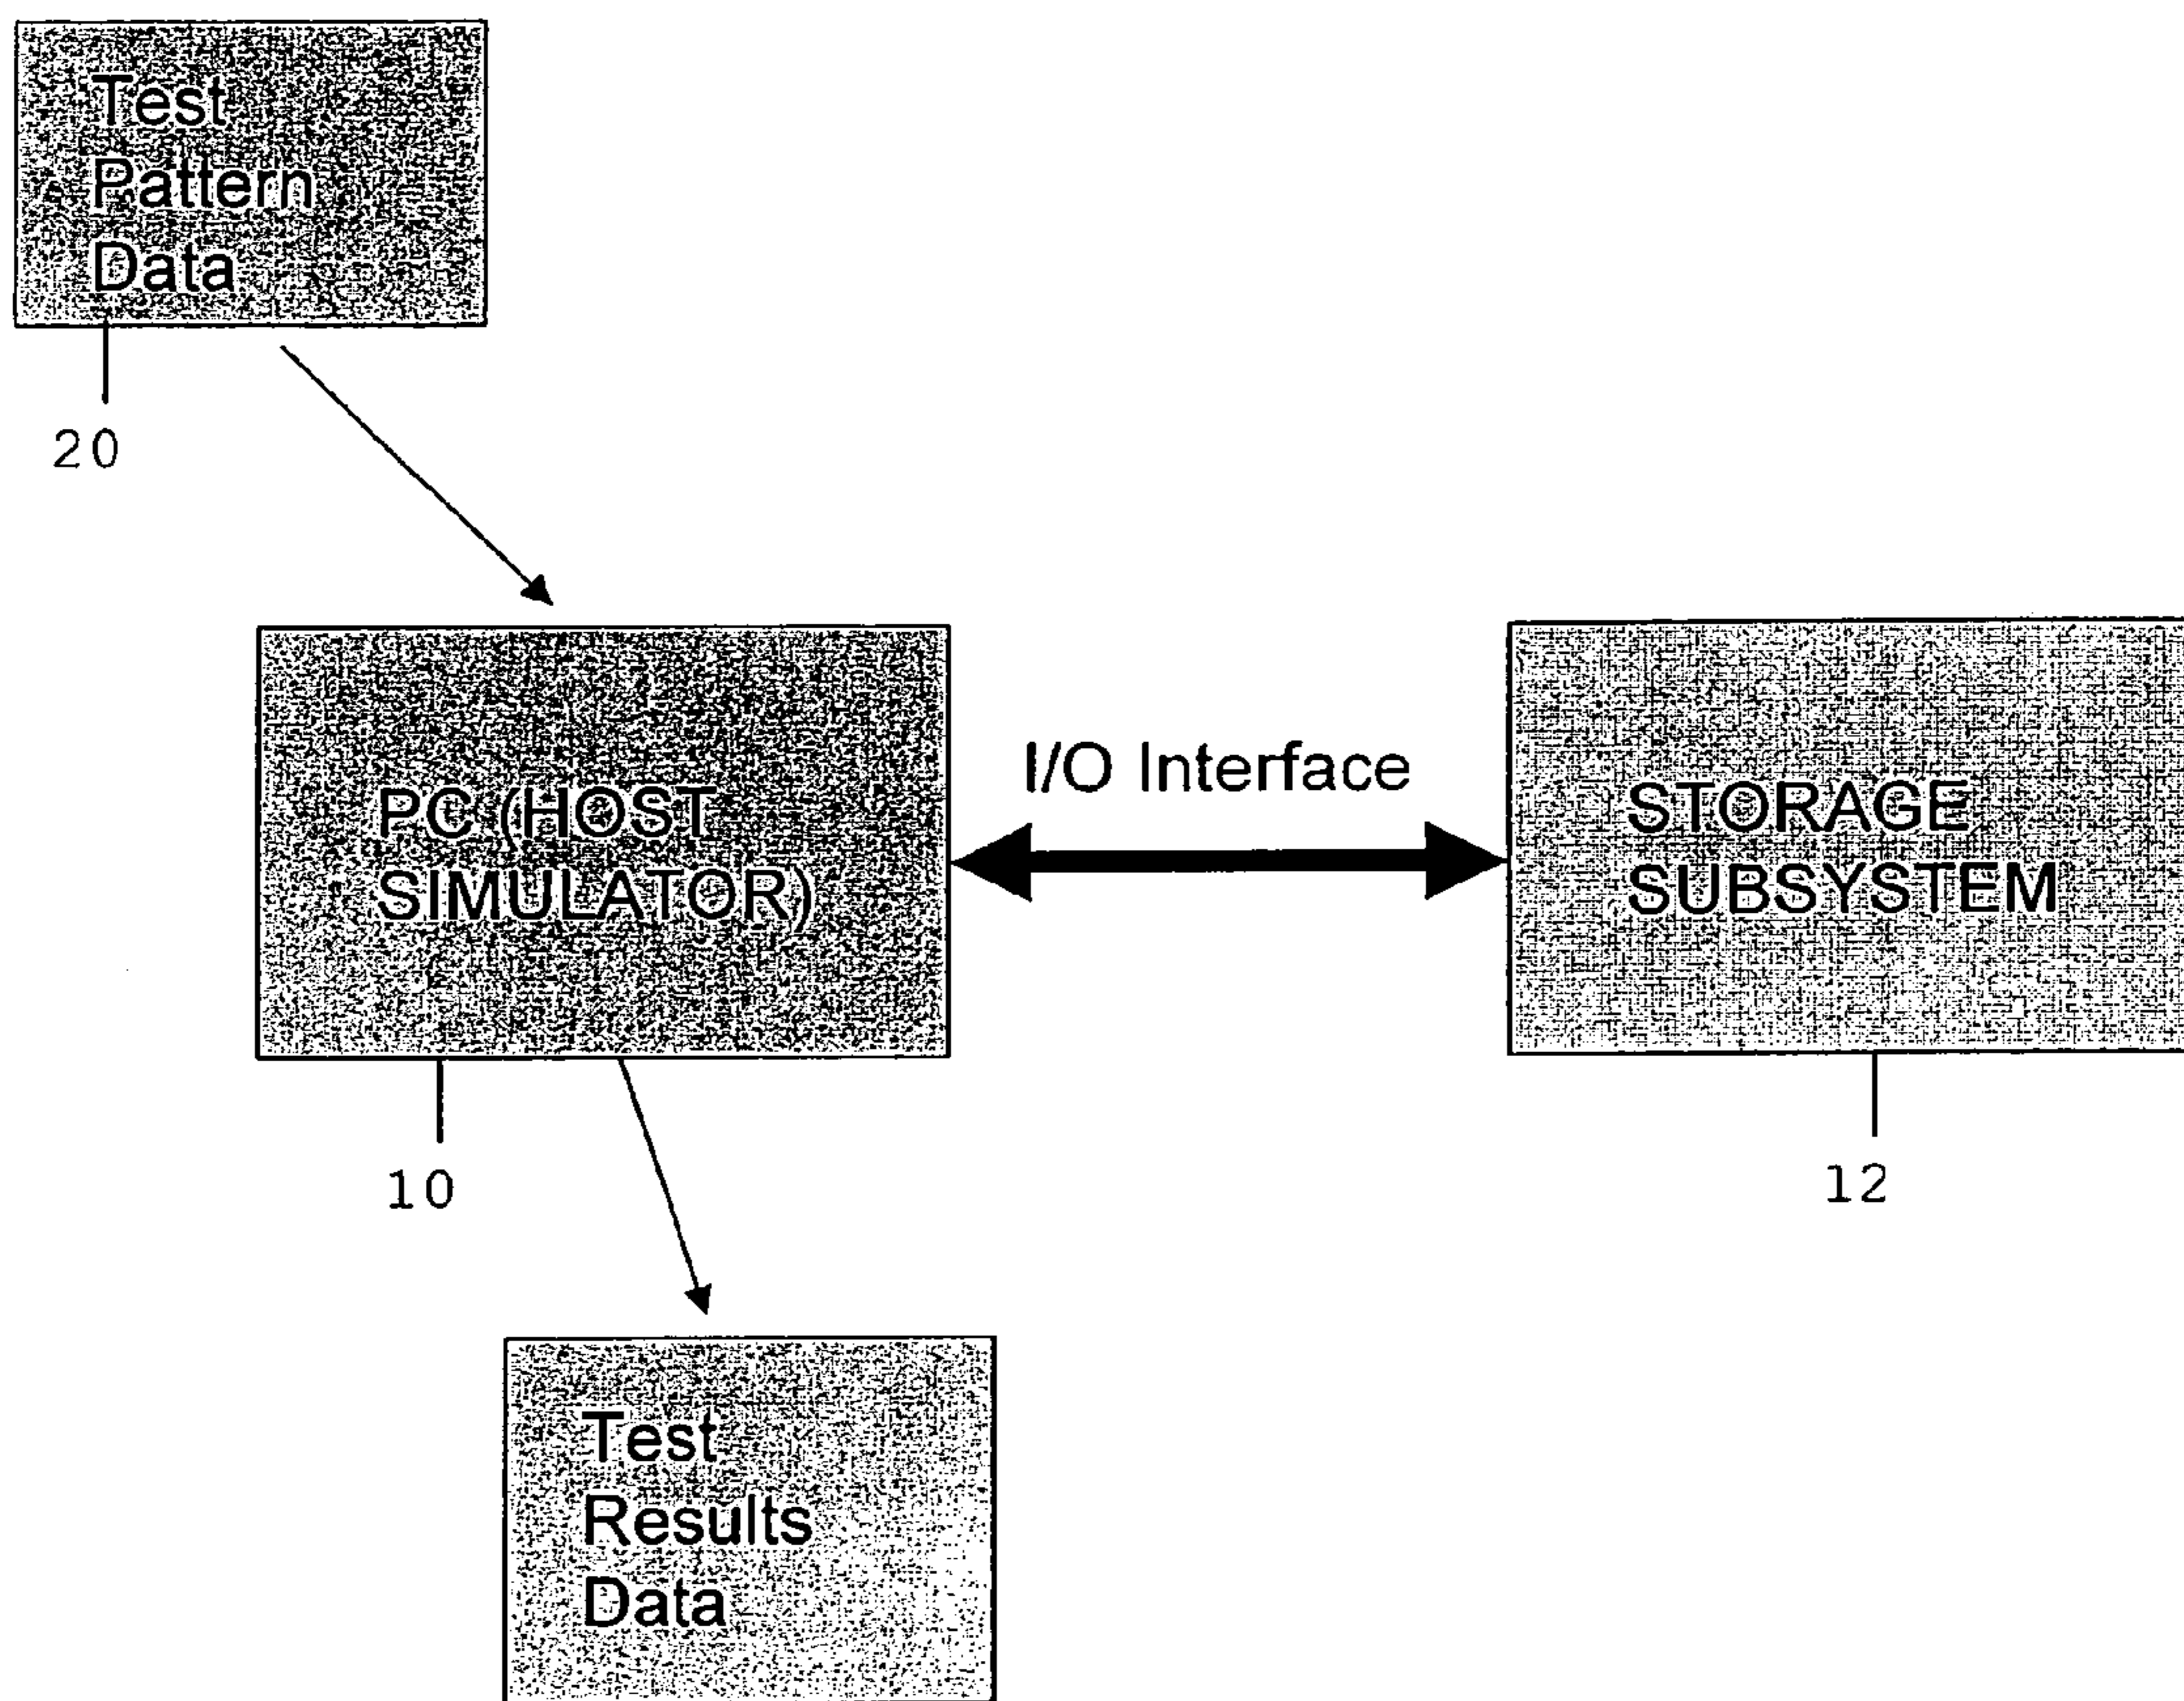 Test
Pattern
Data
20
PC (HOST
SIMULATOR)
10
I/O Interface
STORAGE
SUBSYSTEM
12
Test
Results
Data